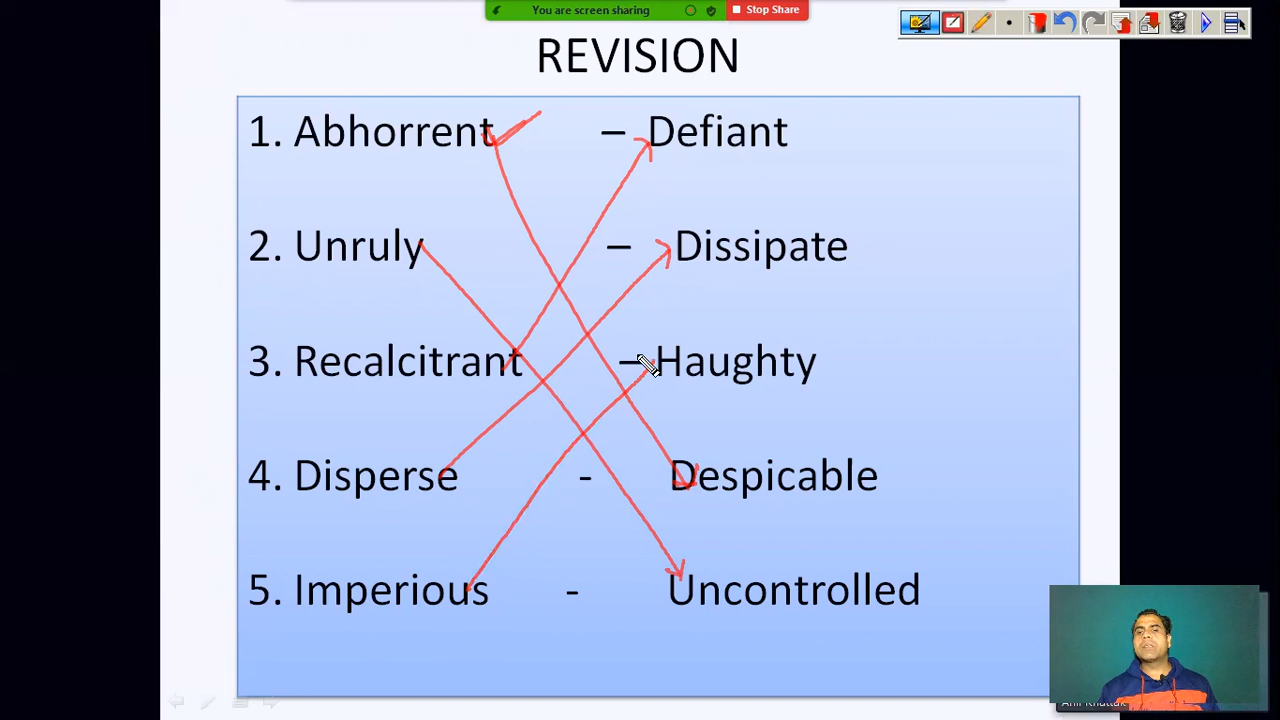 You are screen sharing
Stop Share
REVISION
1. Abhorrent – Defiant
2. Unruly – Dissipate
3. Recalcitrant – Haughty
4. Disperse - Despicable
5. Imperious - Uncontrolled